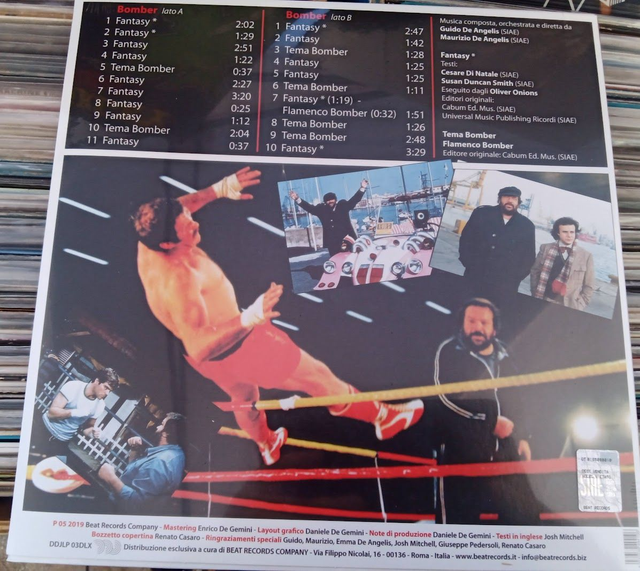 Bomber lato A
1 Fantasy * 2:02
2 Fantasy * 1:29
3 Fantasy 2:51
4 Fantasy 1:22
5 Tema Bomber 0:37
6 Fantasy 2:27
7 Fantasy 3:20
8 Fantasy 0:25
9 Fantasy 1:12
10 Tema Bomber 2:04
11 Fantasy 0:37
Bomber lato B
1 Fantasy * 2:47
2 Fantasy 1:42
3 Tema Bomber 1:28
4 Fantasy 1:25
5 Fantasy 1:25
6 Tema Bomber 1:11
7 Fantasy * (1:19) -
Flamenco Bomber (0:32) 1:51
8 Tema Bomber 1:26
9 Tema Bomber 2:48
10 Fantasy * 3:29
Musica composta, orchestrata e diretta da
Guido De Angelis (SIAE)
Maurizio De Angelis (SIAE)
Fantasy *
Testi:
Cesare Di Natale (SIAE)
Susan Duncan Smith (SIAE)
Eseguito dagli Oliver Onions
Editori originali:
Cabum Ed. Mus. (SIAE)
Universal Music Publishing Ricordi (SIAE)
Tema Bomber
Flamenco Bomber
Editore originale: Cabum Ed. Mus. (SIAE)
P 05 2019 Beat Records Company - Mastering Enrico De Gemini - Layout grafico Daniele De Gemini - Note di produzione Daniele De Gemini - Testi in inglese Josh Mitchell
Bozzetto copertina Renato Casaro - Ringraziamenti speciali Guido, Maurizio, Emma De Angelis, Josh Mitchell, Giuseppe Pedersoli, Renato Casaro
DDJLP 03DLX Distribuzione esclusiva a cura di BEAT RECORDS COMPANY - Via Filippo Nicolai, 16 - 00136 - Roma - Italia - www.beatrecords.it - info@beatrecords.biz